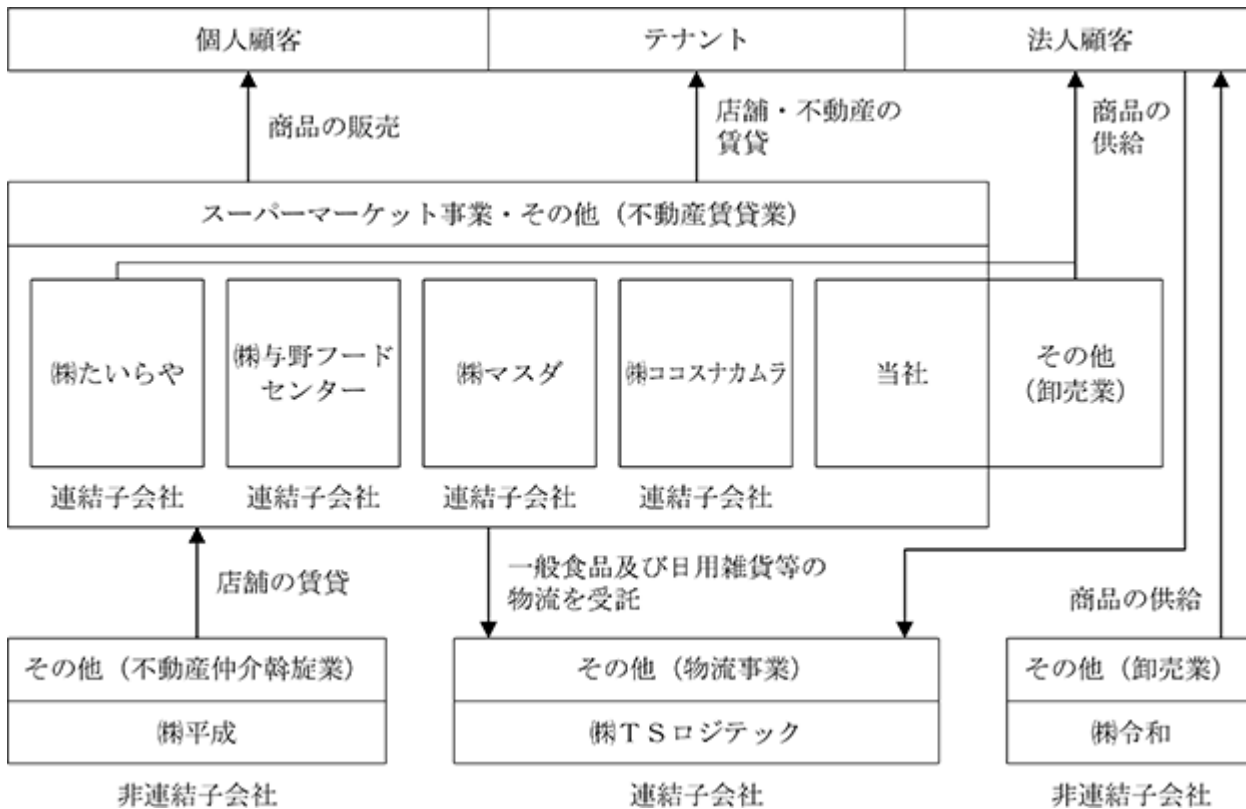 個人顧客
テナント
法人顧客
商品の販売
店舗・不動産の
賃貸
商品の
供給
スーパーマーケット事業・その他（不動産賃貸業）
㈱たいらや
㈱与野フード
センター
㈱マスダ
㈱ココスナカムラ
当社
その他
（卸売業）
連結子会社
連結子会社
連結子会社
連結子会社
店舗の賃貸
一般食品及び日用雑貨等の
物流を受託
商品の供給
その他（不動産仲介斡旋業）
㈱平成
非連結子会社
その他（物流事業）
㈱ＴＳロジテック
連結子会社
その他（卸売業）
㈱令和
非連結子会社